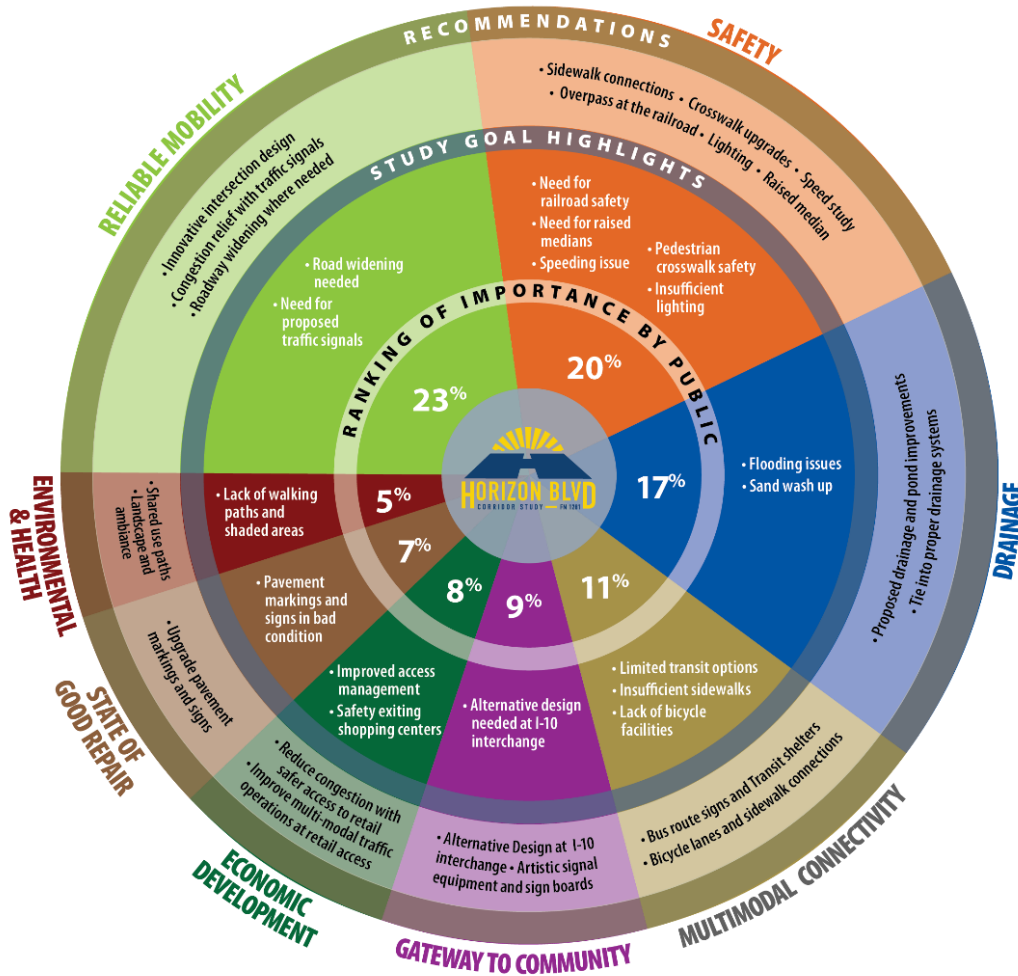 RECOMMENDATIONS
STUDY GOAL HIGHLIGHTS
RANKING OF IMPORTANCE BY PUBLIC
HORIZON BLVD
CORRIDOR STUDY — FM 1281
SAFETY
• Sidewalk connections • Crosswalk upgrades • Speed study
• Overpass at the railroad • Lighting • Raised median
• Need for
railroad safety
• Need for raised
medians
• Speeding issue
• Pedestrian
crosswalk safety
• Insufficient
lighting
20%
DRAINAGE
• Proposed drainage and pond improvements
• Tie into proper drainage systems
• Flooding issues
• Sand wash up
17%
MULTIMODAL CONNECTIVITY
• Bus route signs and Transit shelters
• Bicycle lanes and sidewalk connections
• Limited transit options
• Insufficient sidewalks
• Lack of bicycle
facilities
11%
GATEWAY TO COMMUNITY
• Alternative Design at I-10
interchange • Artistic signal
equipment and sign boards
• Alternative design
needed at I-10
interchange
9%
ECONOMIC
DEVELOPMENT
• Reduce congestion with
safer access to retail
• Improve multi-modal traffic
operations at retail access
• Improved access
management
• Safety exiting
shopping centers
8%
STATE OF
GOOD REPAIR
• Upgrade pavement
markings and signs
• Pavement
markings and
signs in bad
condition
7%
ENVIRONMENTAL
& HEALTH
• Shared use paths
• Landscape and
ambiance
• Lack of walking
paths and
shaded areas
5%
RELIABLE MOBILITY
• Innovative intersection design
• Congestion relief with traffic signals
• Roadway widening where needed
• Road widening
needed
• Need for
proposed
traffic signals
23%